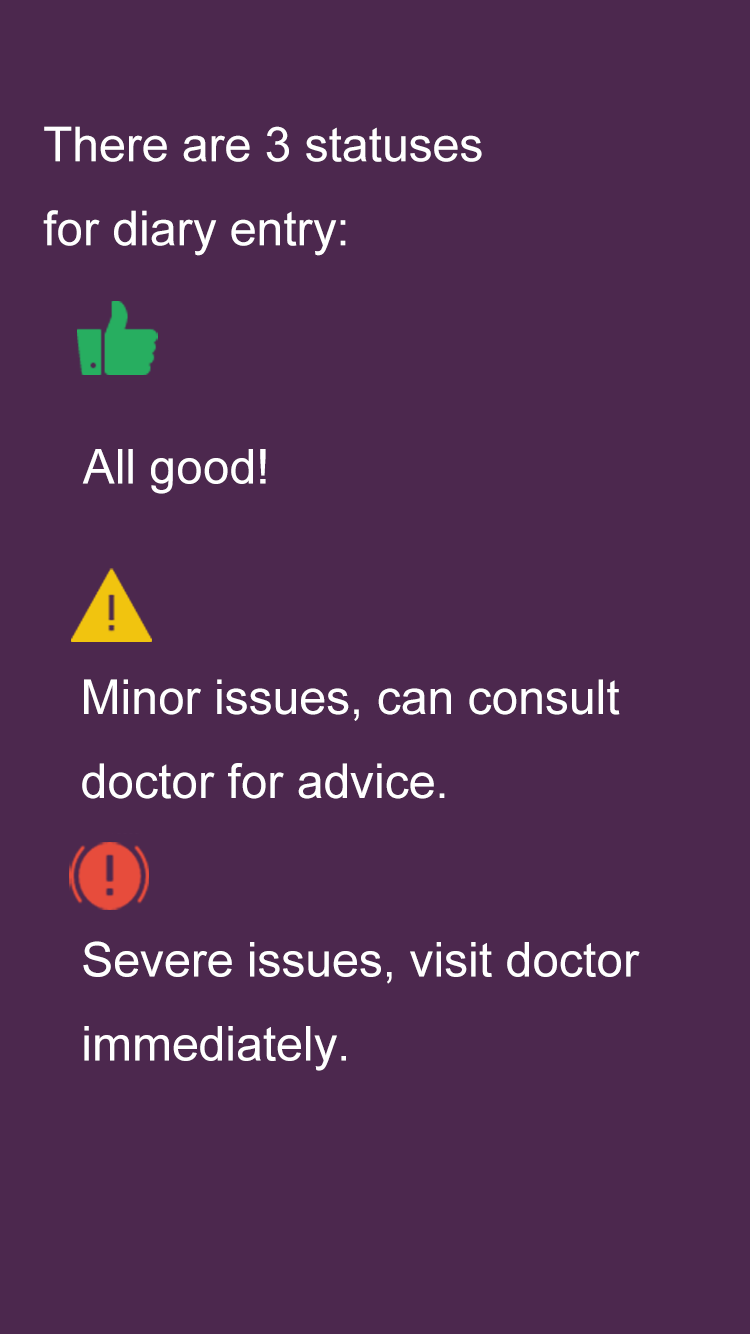 There are 3 statuses
for diary entry:
All good!
Minor issues, can consult
doctor for advice.
Severe issues, visit doctor
immediately.